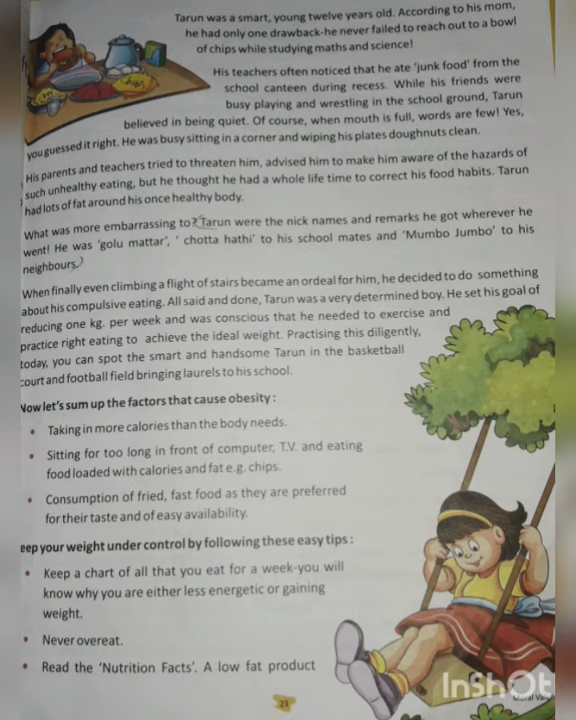 Tarun was a smart, young twelve years old. According to his mom,
he had only one drawback-he never failed to reach out to a bowl
of chips while studying maths and science!
His teachers often noticed that he ate 'junk food' from the
school canteen during recess. While his friends were
busy playing and wrestling in the school ground, Tarun
believed in being quiet. Of course, when mouth is full, words are few! Yes,
you guessed it right. He was busy sitting in a corner and wiping his plates doughnuts clean.
His parents and teachers tried to threaten him, advised him to make him aware of the hazards of
such unhealthy eating, but he thought he had a whole life time to correct his food habits. Tarun
had lots of fat around his once healthy body.
What was more embarrassing to? Tarun were the nick names and remarks he got wherever he
went! He was 'golu mattar', ' chotta hathi' to his school mates and 'Mumbo Jumbo' to his
neighbours.
When finally even climbing a flight of stairs became an ordeal for him, he decided to do something
about his compulsive eating. All said and done, Tarun was a very determined boy. He set his goal of
reducing one kg. per week and was conscious that he needed to exercise and
practice right eating to achieve the ideal weight. Practising this diligently,
today, you can spot the smart and handsome Tarun in the basketball
court and football field bringing laurels to his school.
Now let's sum up the factors that cause obesity :
• Taking in more calories than the body needs.
• Sitting for too long in front of computer, T.V. and eating
food loaded with calories and fat e.g. chips.
• Consumption of fried, fast food as they are preferred
for their taste and of easy availability.
eep your weight under control by following these easy tips :
• Keep a chart of all that you eat for a week-you will
know why you are either less energetic or gaining
weight.
• Never overeat.
• Read the 'Nutrition Facts'. A low fat product
23
InShOt